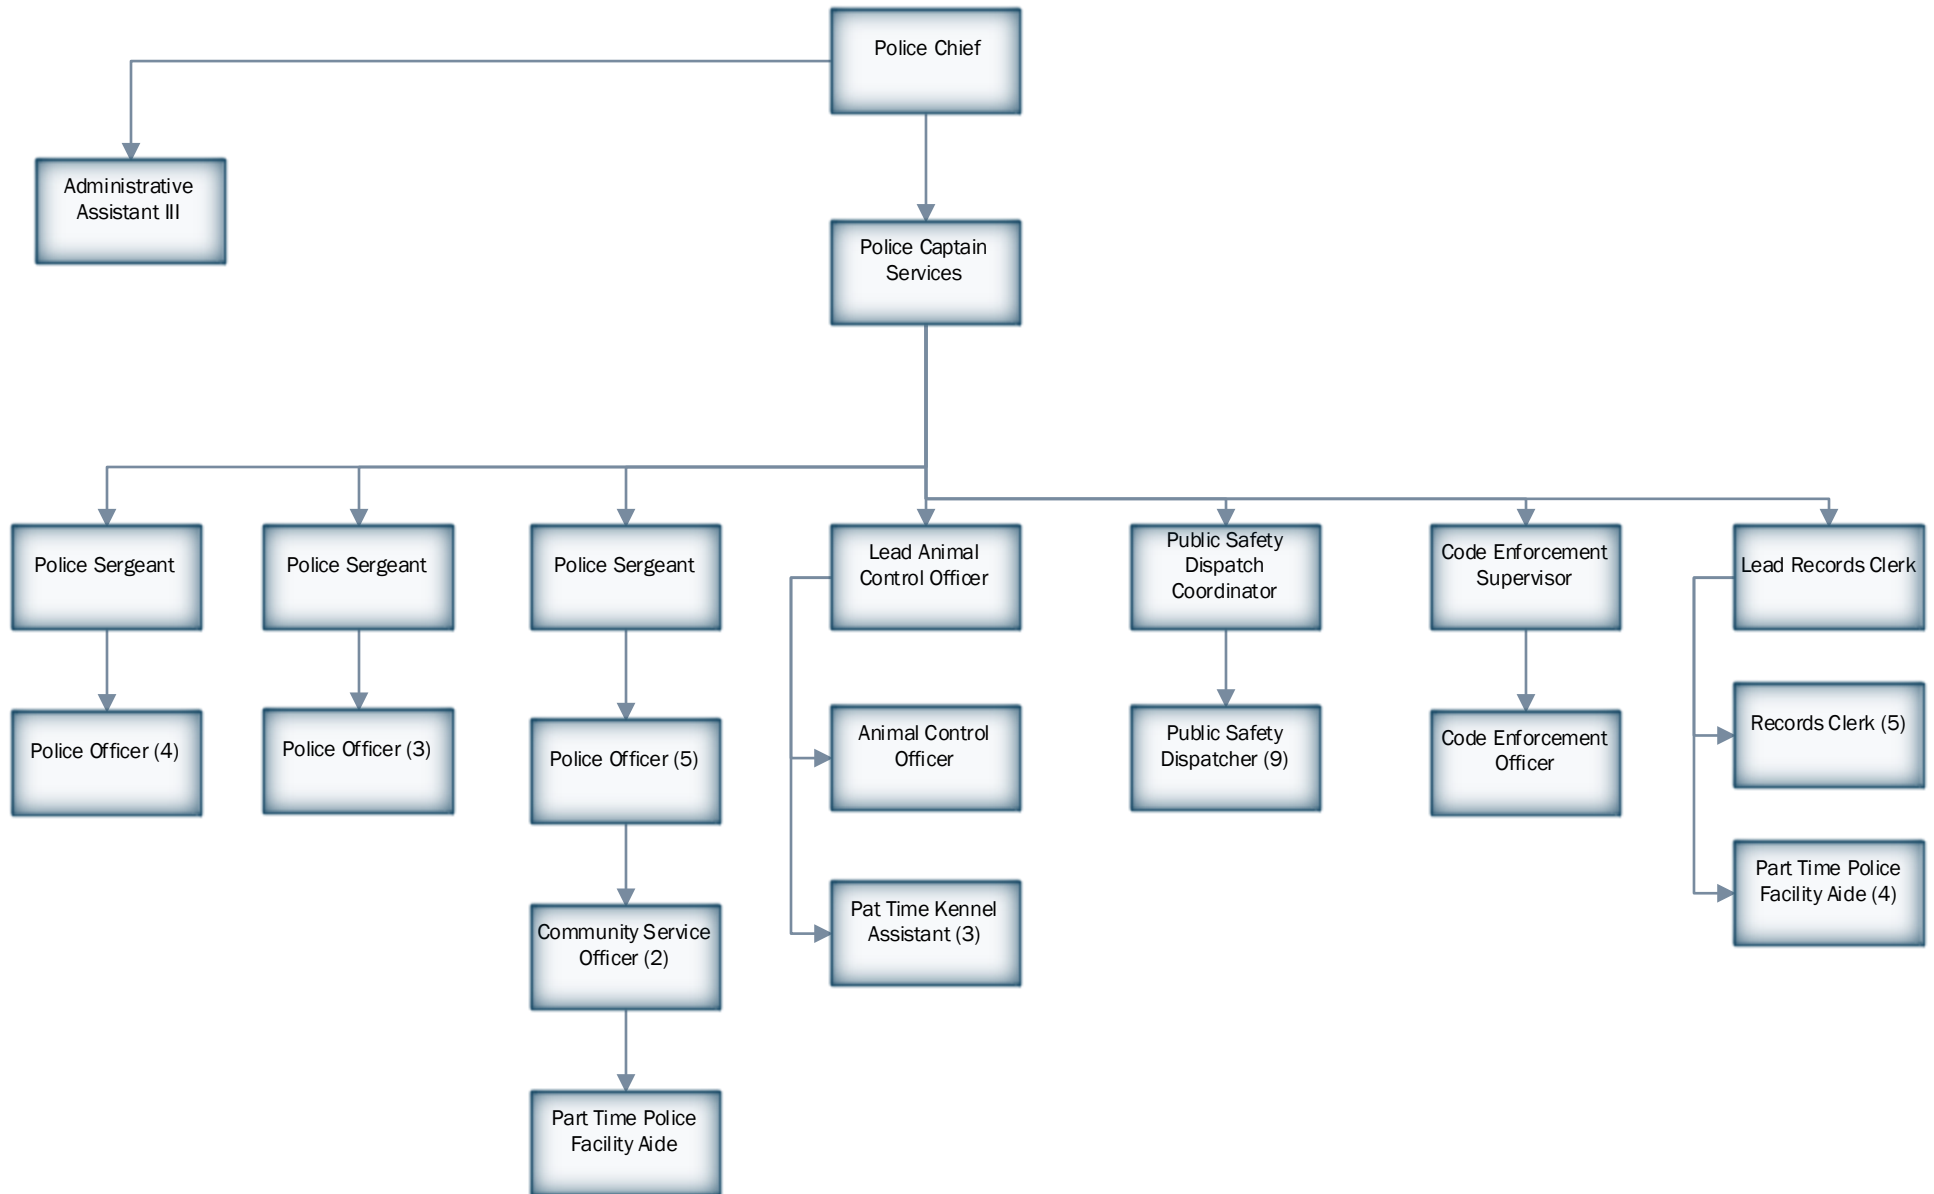 Police Chief
Administrative
Assistant III
Police Captain
Services
Police Sergeant
Police Sergeant
Police Sergeant
Lead Animal
Control Officer
Public Safety
Dispatch
Coordinator
Code Enforcement
Supervisor
Lead Records Clerk
Police Officer (4)
Police Officer (3)
Police Officer (5)
Animal Control
Officer
Public Safety
Dispatcher (9)
Code Enforcement
Officer
Records Clerk (5)
Community Service
Officer (2)
Pat Time Kennel
Assistant (3)
Part Time Police
Facility Aide (4)
Part Time Police
Facility Aide